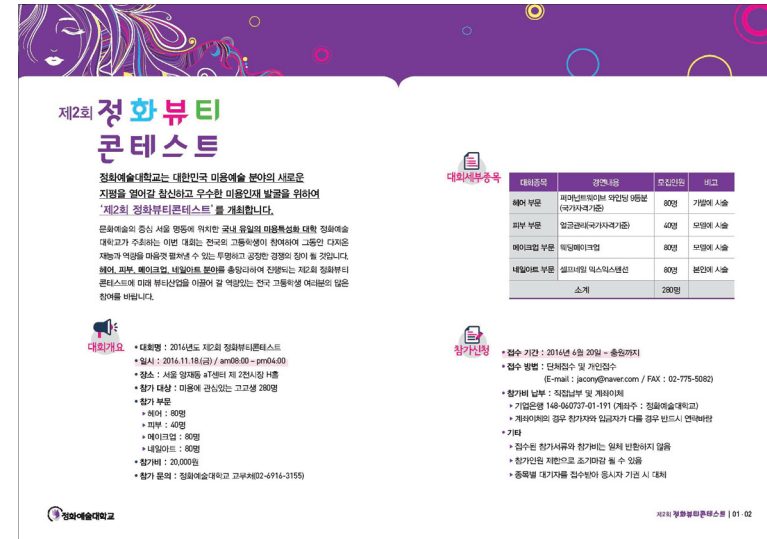 제2회 정화뷰티
콘테스트
정화예술대학교는 대한민국 미용예술 분야의 새로운
지평을 열어갈 참신하고 우수한 미용인재 발굴을 위하여
‘제2회 정화뷰티콘테스트’를 개최합니다.
문화예술의 중심 서울 명동에 위치한 국내 유일의 미용특성화 대학 정화예술
대학교가 주최하는 이번 대회는 전국의 고등학생이 참여하여 그동안 다져온
재능과 역량을 마음껏 펼쳐낼 수 있는 투명하고 공정한 경쟁의 장이 될 것입니다.
헤어, 피부, 메이크업, 네일아트 분야를 총망라하여 진행되는 제2회 정화뷰티
콘테스트에 미래 뷰티산업을 이끌어 갈 역량있는 전국 고등학생 여러분의 많은
참여를 바랍니다.
대회개요
• 대회명 : 2016년도 제2회 정화뷰티콘테스트
• 일시 : 2016.11.18.(금) / am08:00 ~ pm04:00
• 장소 : 서울 양재동 aT센터 제 2전시장 H홀
• 참가 대상 : 미용에 관심있는 고교생 280명
• 참가 부문
▸ 헤어 : 80명
▸ 피부 : 40명
▸ 메이크업 : 80명
▸ 네일아트 : 80명
• 참가비 : 20,000원
• 참가 문의 : 정화예술대학교 교무처(02-6916-3155)
정화예술대학교
대회세부종목
대회종목 경연내용 모집인원 비고
헤어 부문 퍼머넌트웨이브 와인딩 9등분 (국가자격기준) 80명 가발에 시술
피부 부문 얼굴관리(국가자격기준) 40명 모델에 시술
메이크업 부문 웨딩메이크업 80명 모델에 시술
네일아트 부문 셀프네일 믹스익스텐션 80명 본인에 시술
소계 280명
참가신청
• 접수 기간 : 2016년 6월 20일 ~ 충원까지
• 접수 방법 : 단체접수 및 개인접수
(E-mail : jacony@naver.com / FAX : 02-775-5082)
• 참가비 납부 : 직접납부 및 계좌이체
▸ 기업은행 148-060737-01-191 (계좌주 : 정화예술대학교)
▸ 계좌이체의 경우 참가자와 입금자가 다를 경우 반드시 연락바람
• 기타
▸ 접수된 참가서류와 참가비는 일체 반환하지 않음
▸ 참가인원 제한으로 조기마감 될 수 있음
▸ 종목별 대기자를 접수받아 응시자 기권 시 대체
제2회 정화뷰티콘테스트 | 01 · 02